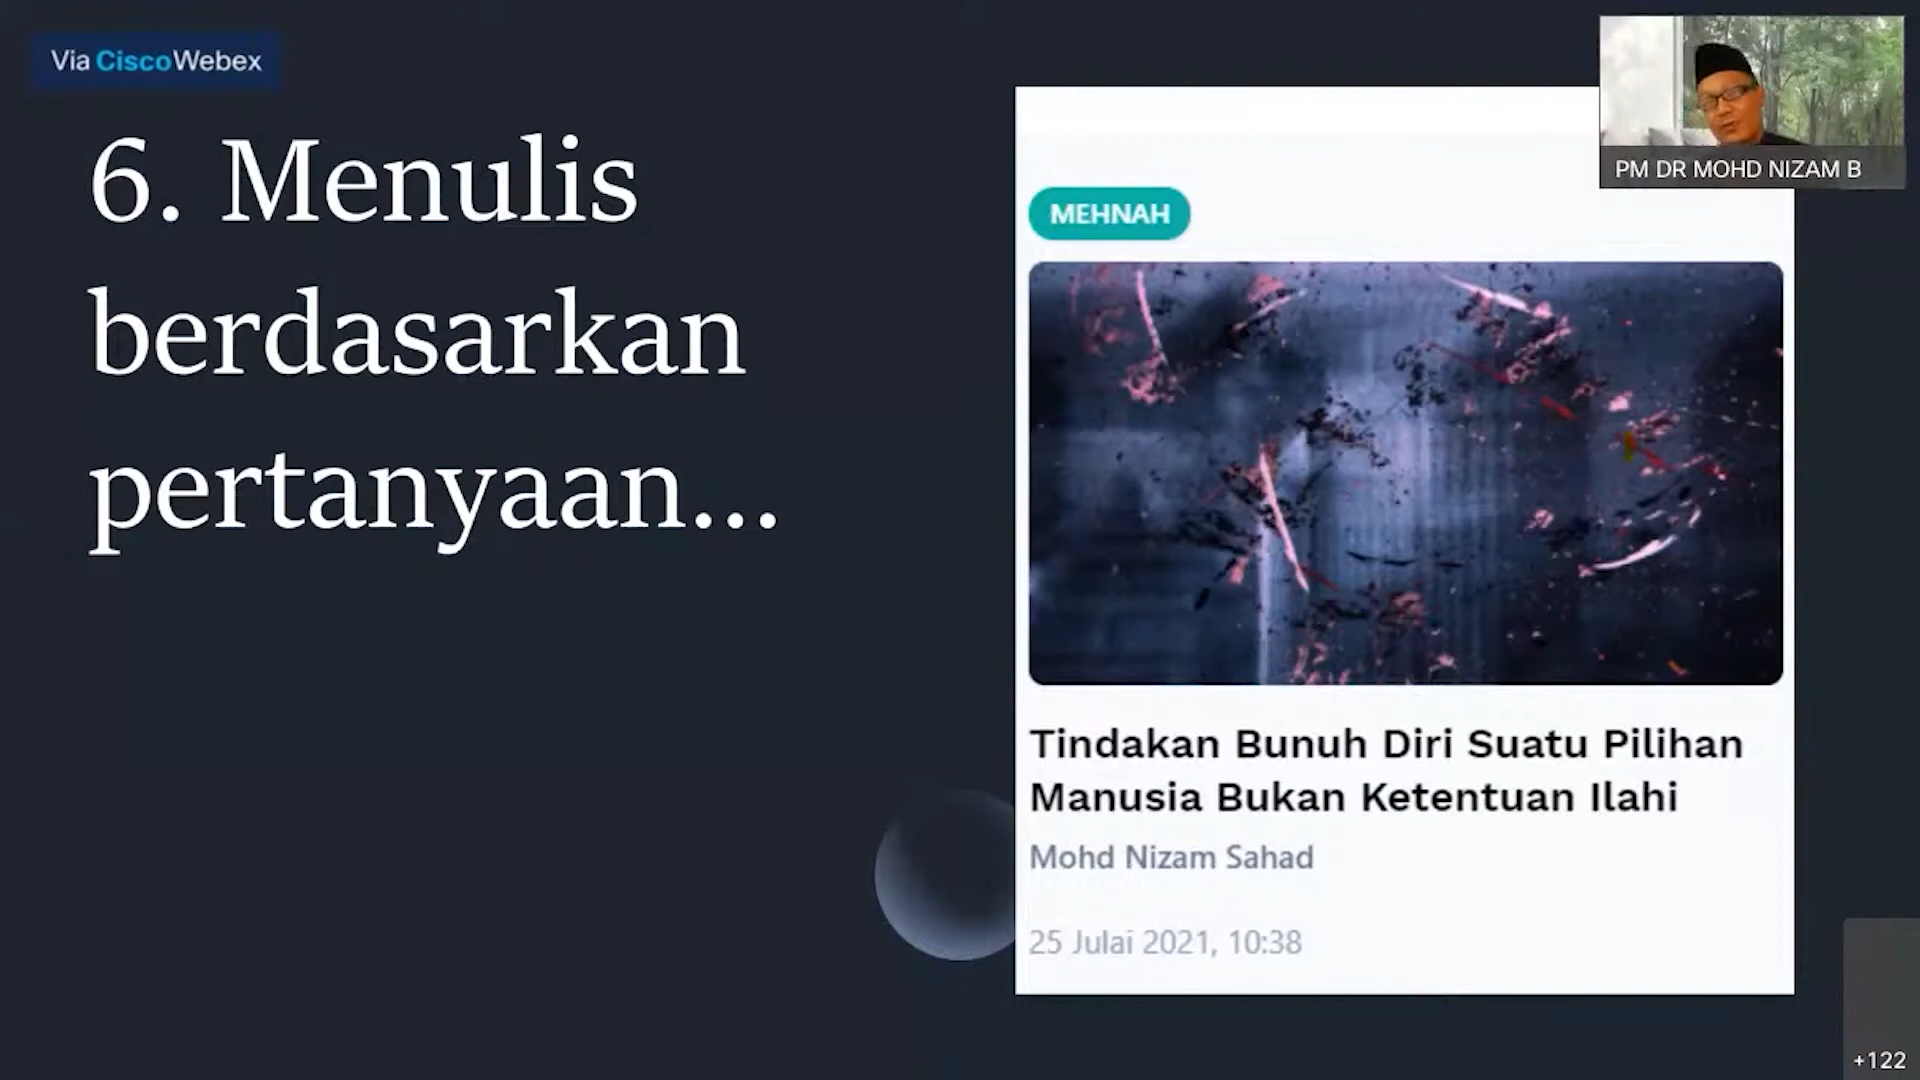 Via CiscoWebex
6. Menulis
berdasarkan
pertanyaan...
PM DR MOHD NIZAM B
MEHNAH
Tindakan Bunuh Diri Suatu Pilihan
Manusia Bukan Ketentuan Ilahi
Mohd Nizam Sahad
25 Julai 2021, 10:38
+122